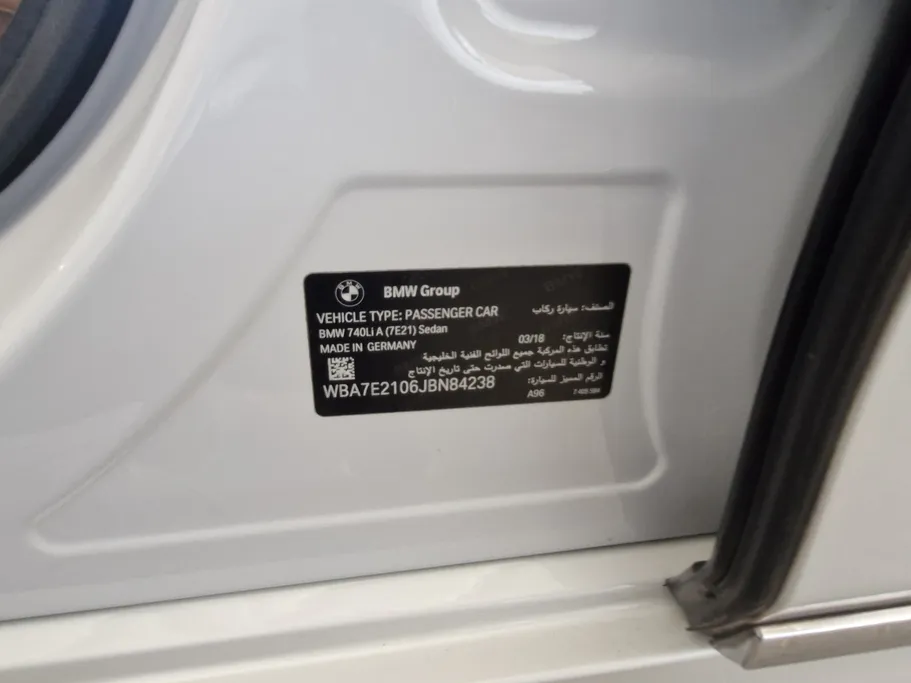 BMW Group
VEHICLE TYPE: PASSENGER CAR
الصنف: سيارة ركاب
BMW 740Li A (7E21) Sedan
سنة الإنتاج: 03/18
MADE IN GERMANY
تطابق هذه المركبة جميع اللوائح الفنية الخليجية
و الوطنية للسيارات التي صدرت حتى تاريخ الإنتاج
الرقم المميز للسيارة:
WBA7E2106JBN84238
A96